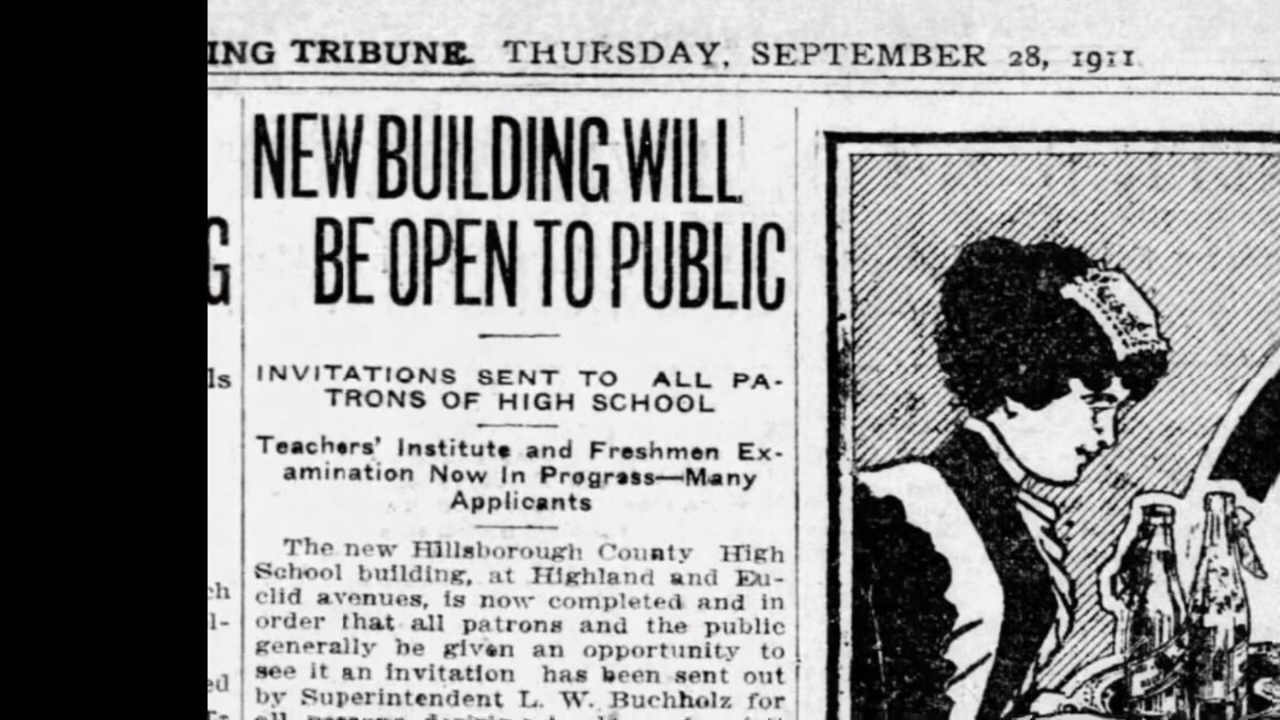 ING TRIBUNE. THURSDAY, SEPTEMBER 28, 1911
G
ls
ch
l-
ed
NEW BUILDING WILL
BE OPEN TO PUBLIC
INVITATIONS SENT TO ALL PA-
TRONS OF HIGH SCHOOL
Teachers' Institute and Freshmen Ex-
amination Now In Progress—Many
Applicants
The new Hillsborough County High
School building, at Highland and Eu-
clid avenues, is now completed and in
order that all patrons and the public
generally be given an opportunity to
see it an invitation has been sent out
by Superintendent L. W. Buchholz for